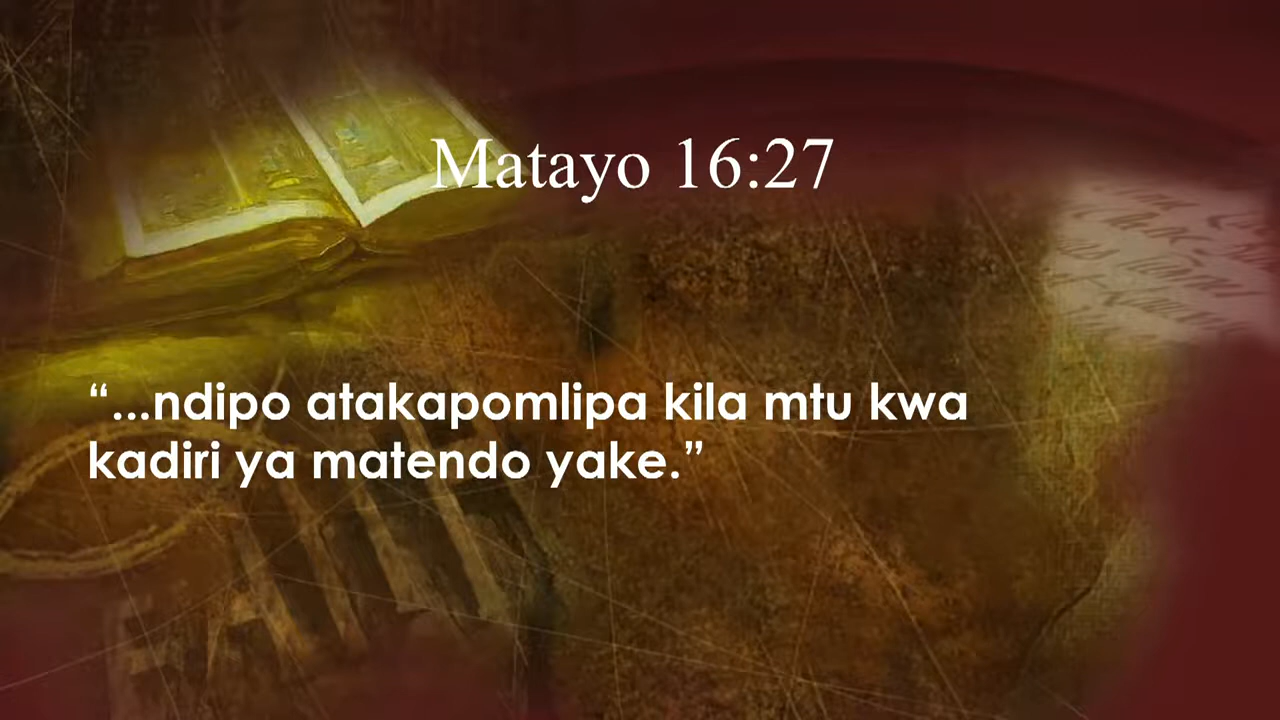 Matayo 16:27
“...ndipo atakapomlipa kila mtu kwa
kadiri ya matendo yake.”